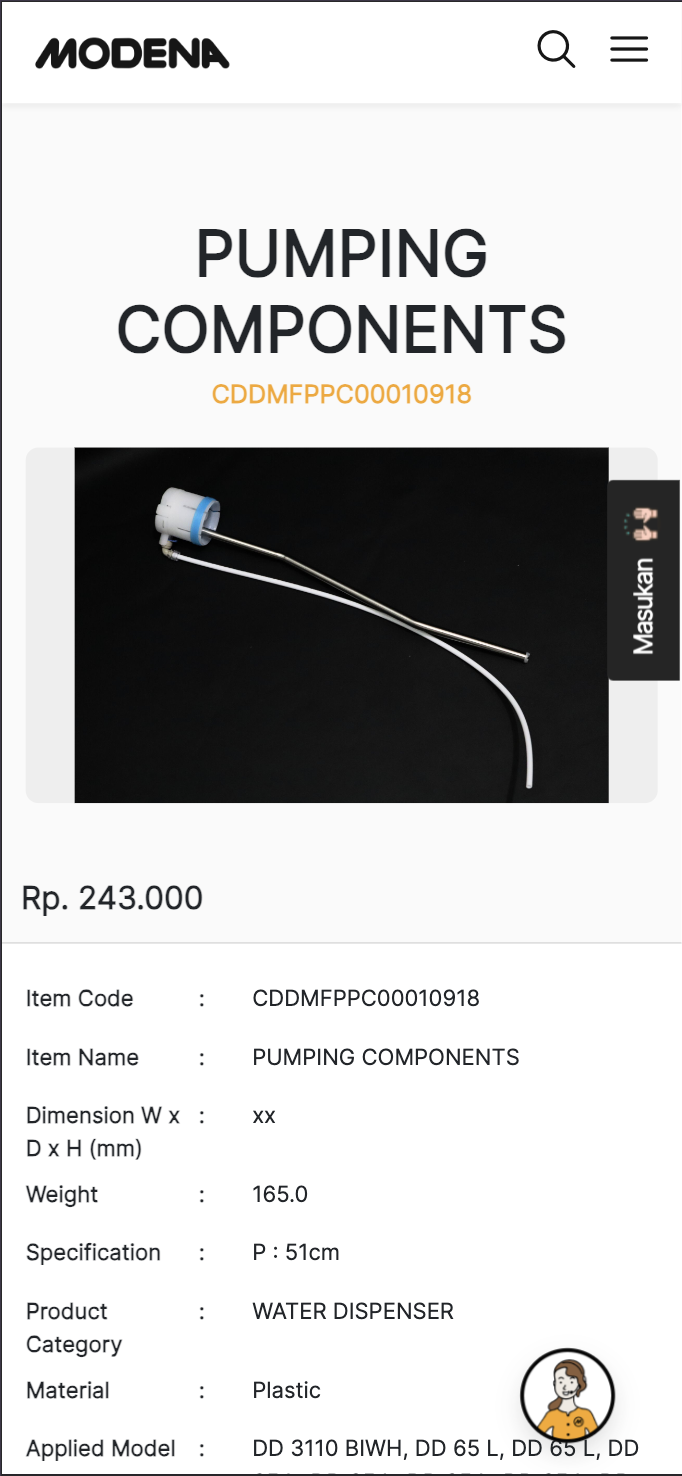 MODENA
PUMPING
COMPONENTS
CDDMFPPC00010918
Masukan
Rp. 243.000
Item Code : CDDMFPPC00010918
Item Name : PUMPING COMPONENTS
Dimension W x : xx
D x H (mm)
Weight : 165.0
Specification : P : 51cm
Product : WATER DISPENSER
Category
Material : Plastic
Applied Model : DD 3110 BIWH, DD 65 L, DD 65 L, DD